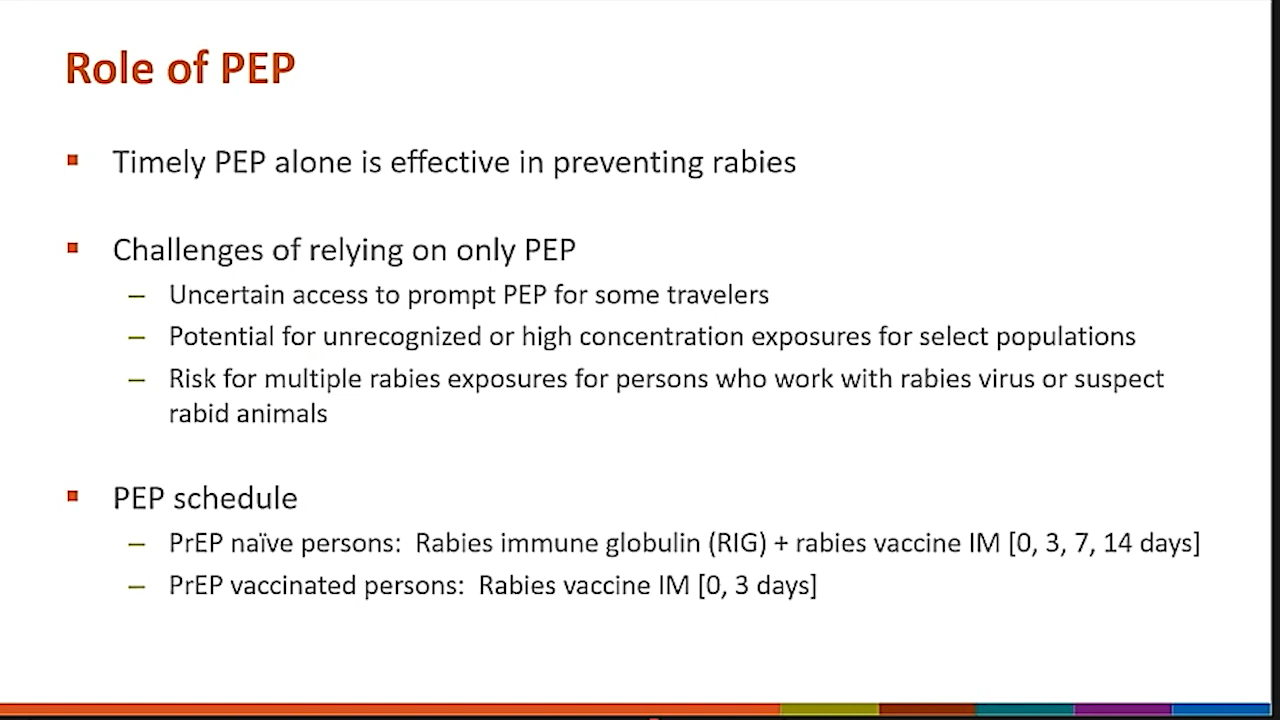 Role of PEP
▪ Timely PEP alone is effective in preventing rabies
▪ Challenges of relying on only PEP
– Uncertain access to prompt PEP for some travelers
– Potential for unrecognized or high concentration exposures for select populations
– Risk for multiple rabies exposures for persons who work with rabies virus or suspect
rabid animals
▪ PEP schedule
– PrEP naïve persons: Rabies immune globulin (RIG) + rabies vaccine IM [0, 3, 7, 14 days]
– PrEP vaccinated persons: Rabies vaccine IM [0, 3 days]